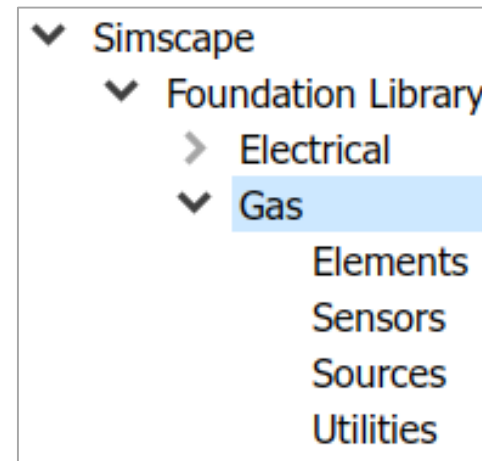 Simscape
Foundation Library
Electrical
Gas
Elements
Sensors
Sources
Utilities